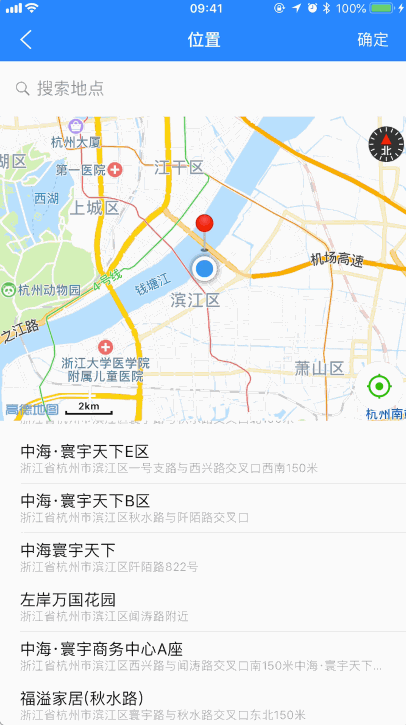 09:41
100%
位置
确定
搜索地点
杭州大厦
第一医院
江干区
湖区
北
西湖
上城区
机场高速
4号线
杭州动物园
钱塘江
滨江区
之江路
浙江大学医学院
附属儿童医院
萧山区
高德地图
2km
杭州南
中海·寰宇天下E区
浙江省杭州市滨江区一号支路与西兴路交叉口西南150米
中海·寰宇天下B区
浙江省杭州市滨江区秋水路与阡陌路交叉口
中海寰宇天下
浙江省杭州市滨江区阡陌路822号
左岸万国花园
浙江省杭州市滨江区闻涛路附近
中海·寰宇商务中心A座
浙江省杭州市滨江区西兴路与闻涛路交叉口南150米中海·寰宇天下...
福溢家居(秋水路)
浙江省杭州市滨江区寰宇路与秋水路交叉口东北150米